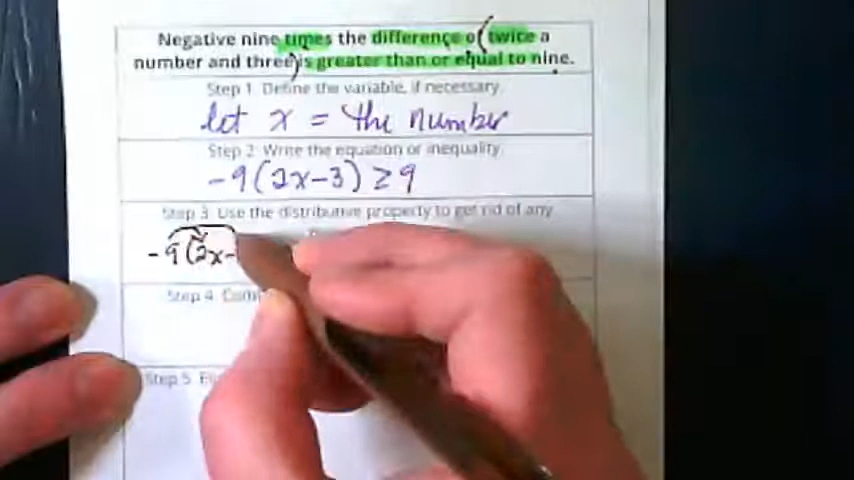 Negative nine times the difference of (twice a
number and three) is greater than or equal to nine.
Step 1: Define the variable, if necessary.
let x = the number
Step 2: Write the equation or inequality.
-9(2x-3) ≥ 9
Step 3: Use the distributive property to get rid of any
-9(2x-
Step 4:
Step 5: